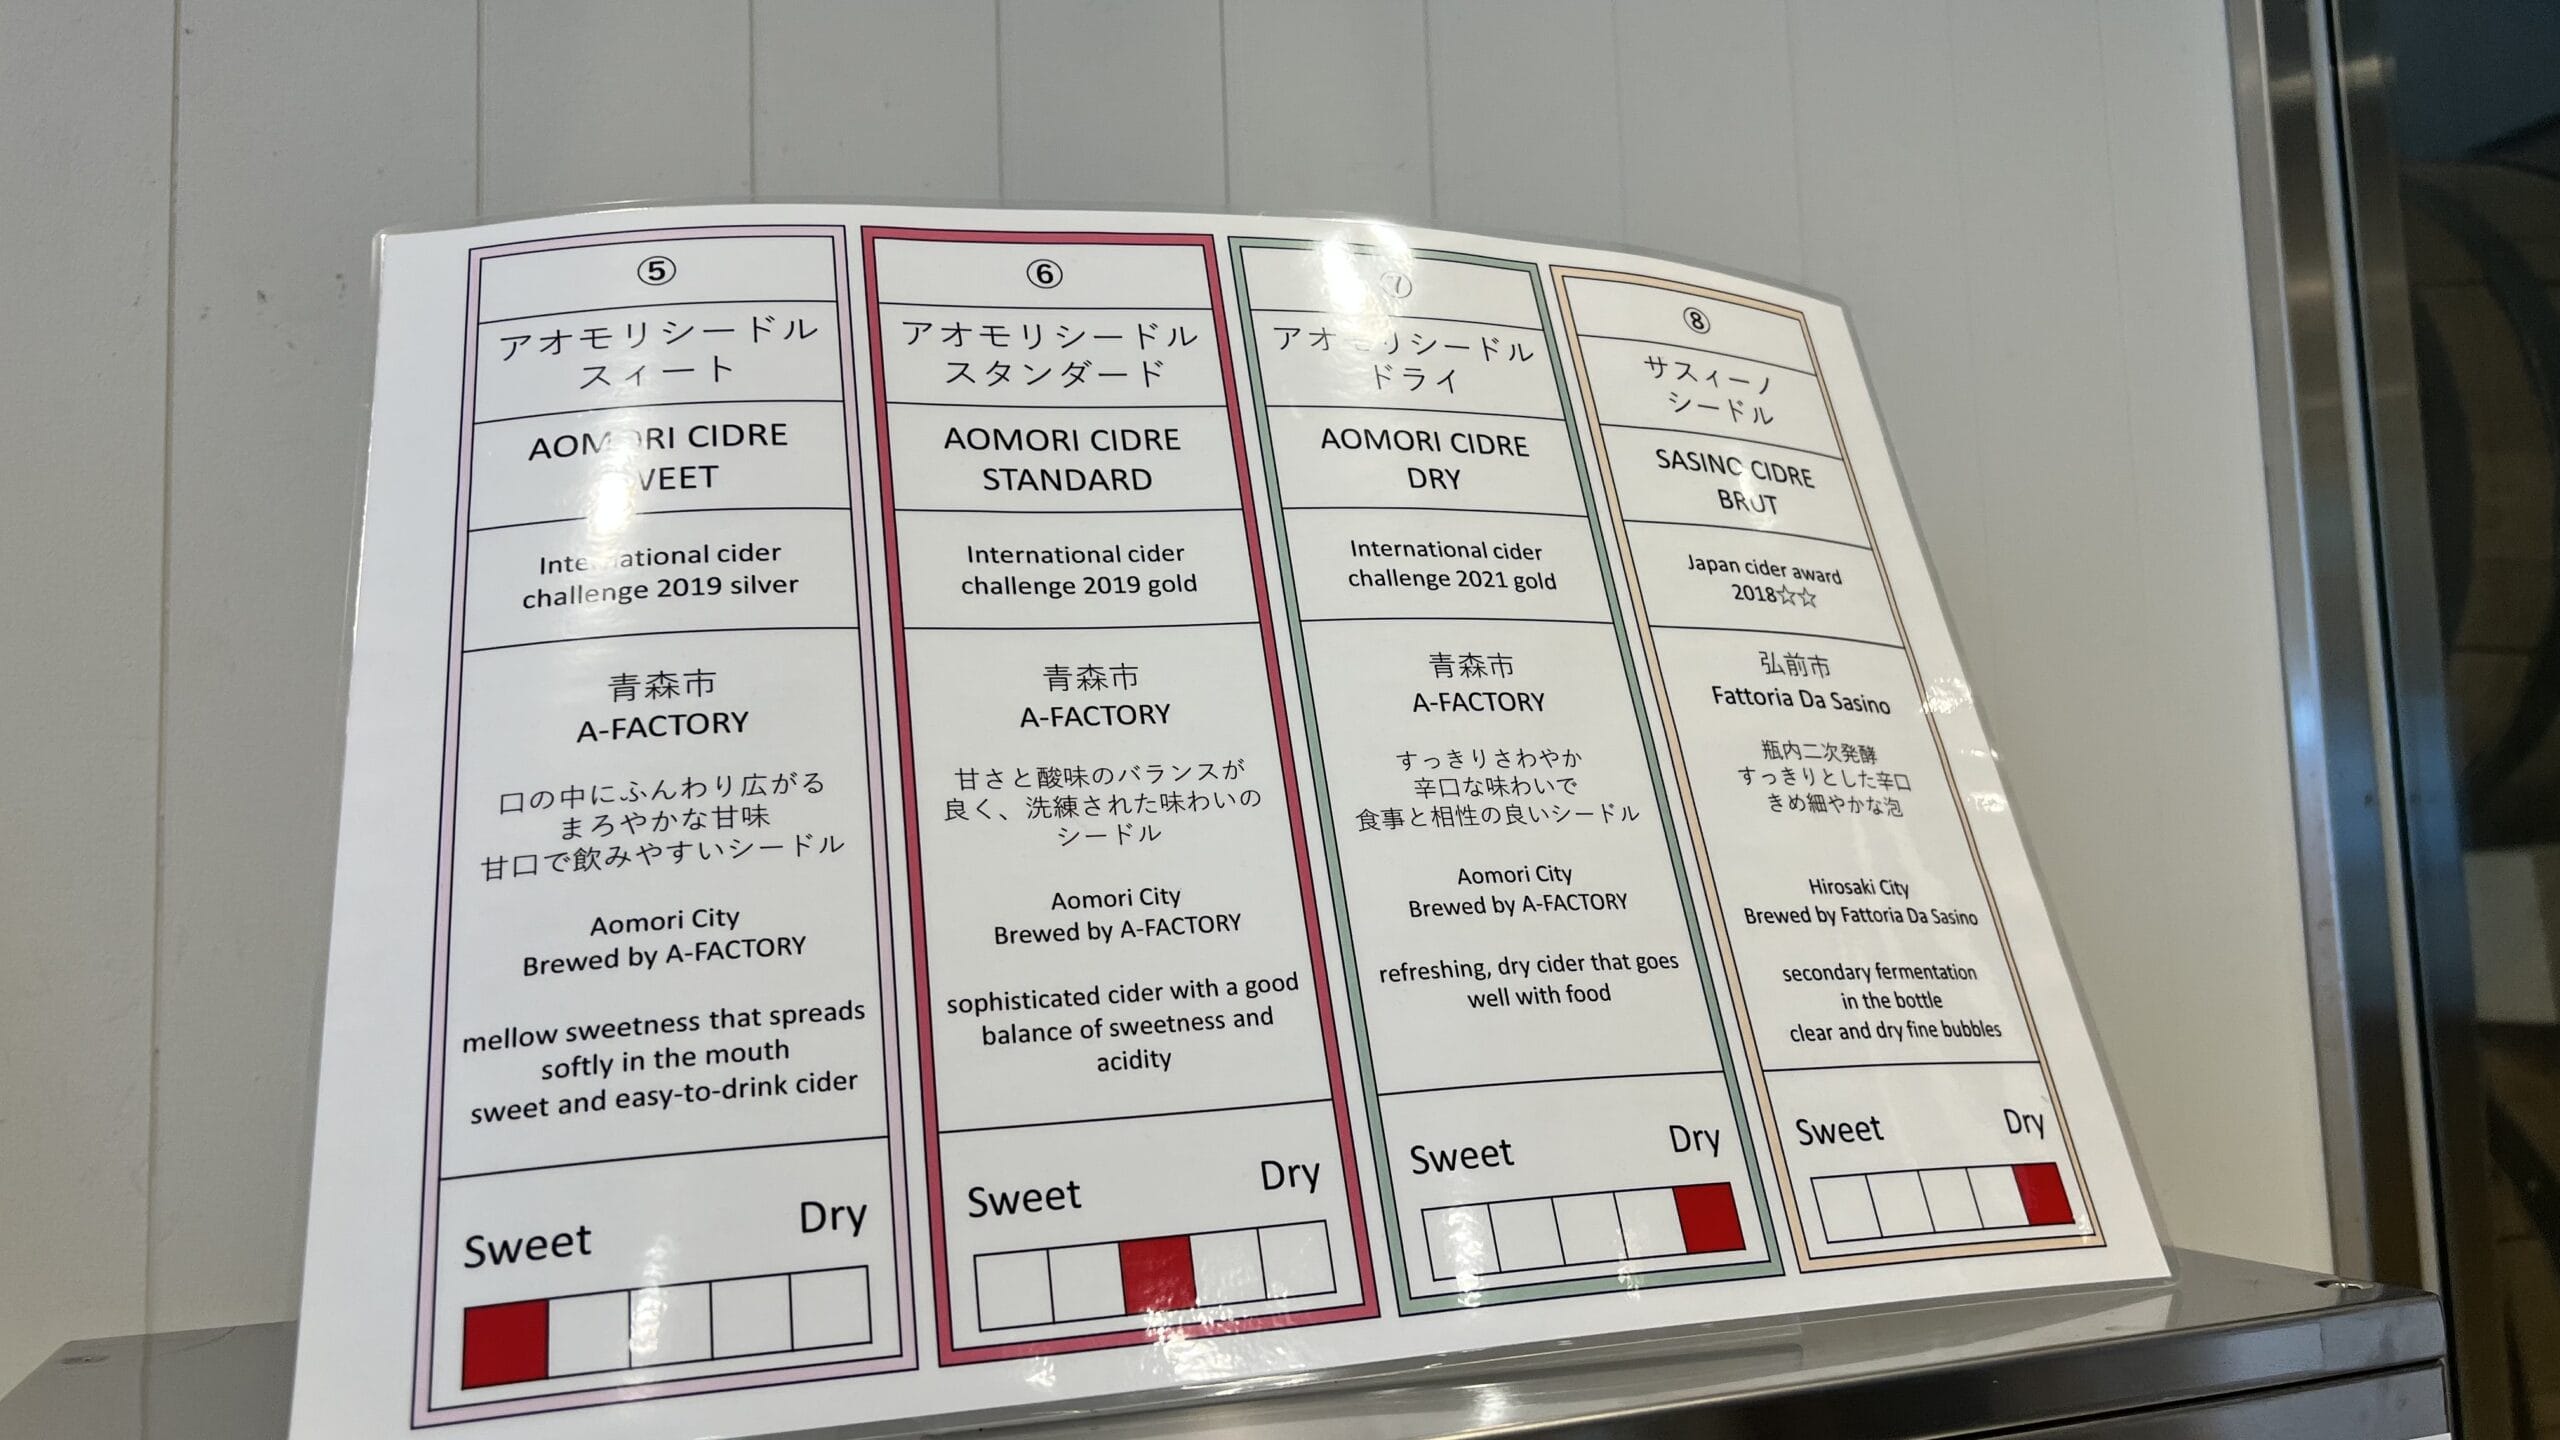 ⑤
アオモリシードル
スィート
AOMORI CIDRE
SWEET
International cider
challenge 2019 silver
青森市
A-FACTORY
口の中にふんわり広がる
まろやかな甘味
甘口で飲みやすいシードル
Aomori City
Brewed by A-FACTORY
mellow sweetness that spreads
softly in the mouth
sweet and easy-to-drink cider
Sweet Dry
⑥
アオモリシードル
スタンダード
AOMORI CIDRE
STANDARD
International cider
challenge 2019 gold
青森市
A-FACTORY
甘さと酸味のバランスが
良く、洗練された味わいの
シードル
Aomori City
Brewed by A-FACTORY
sophisticated cider with a good
balance of sweetness and
acidity
Sweet Dry
⑦
アオモリシードル
ドライ
AOMORI CIDRE
DRY
International cider
challenge 2021 gold
青森市
A-FACTORY
すっきりさわやか
辛口な味わいで
食事と相性の良いシードル
Aomori City
Brewed by A-FACTORY
refreshing, dry cider that goes
well with food
Sweet Dry
⑧
サスィーノ
シードル
SASINO CIDRE
BRUT
Japan cider award
2018☆☆
弘前市
Fattoria Da Sasino
瓶内二次発酵
すっきりとした辛口
きめ細やかな泡
Hirosaki City
Brewed by Fattoria Da Sasino
secondary fermentation
in the bottle
clear and dry fine bubbles
Sweet Dry